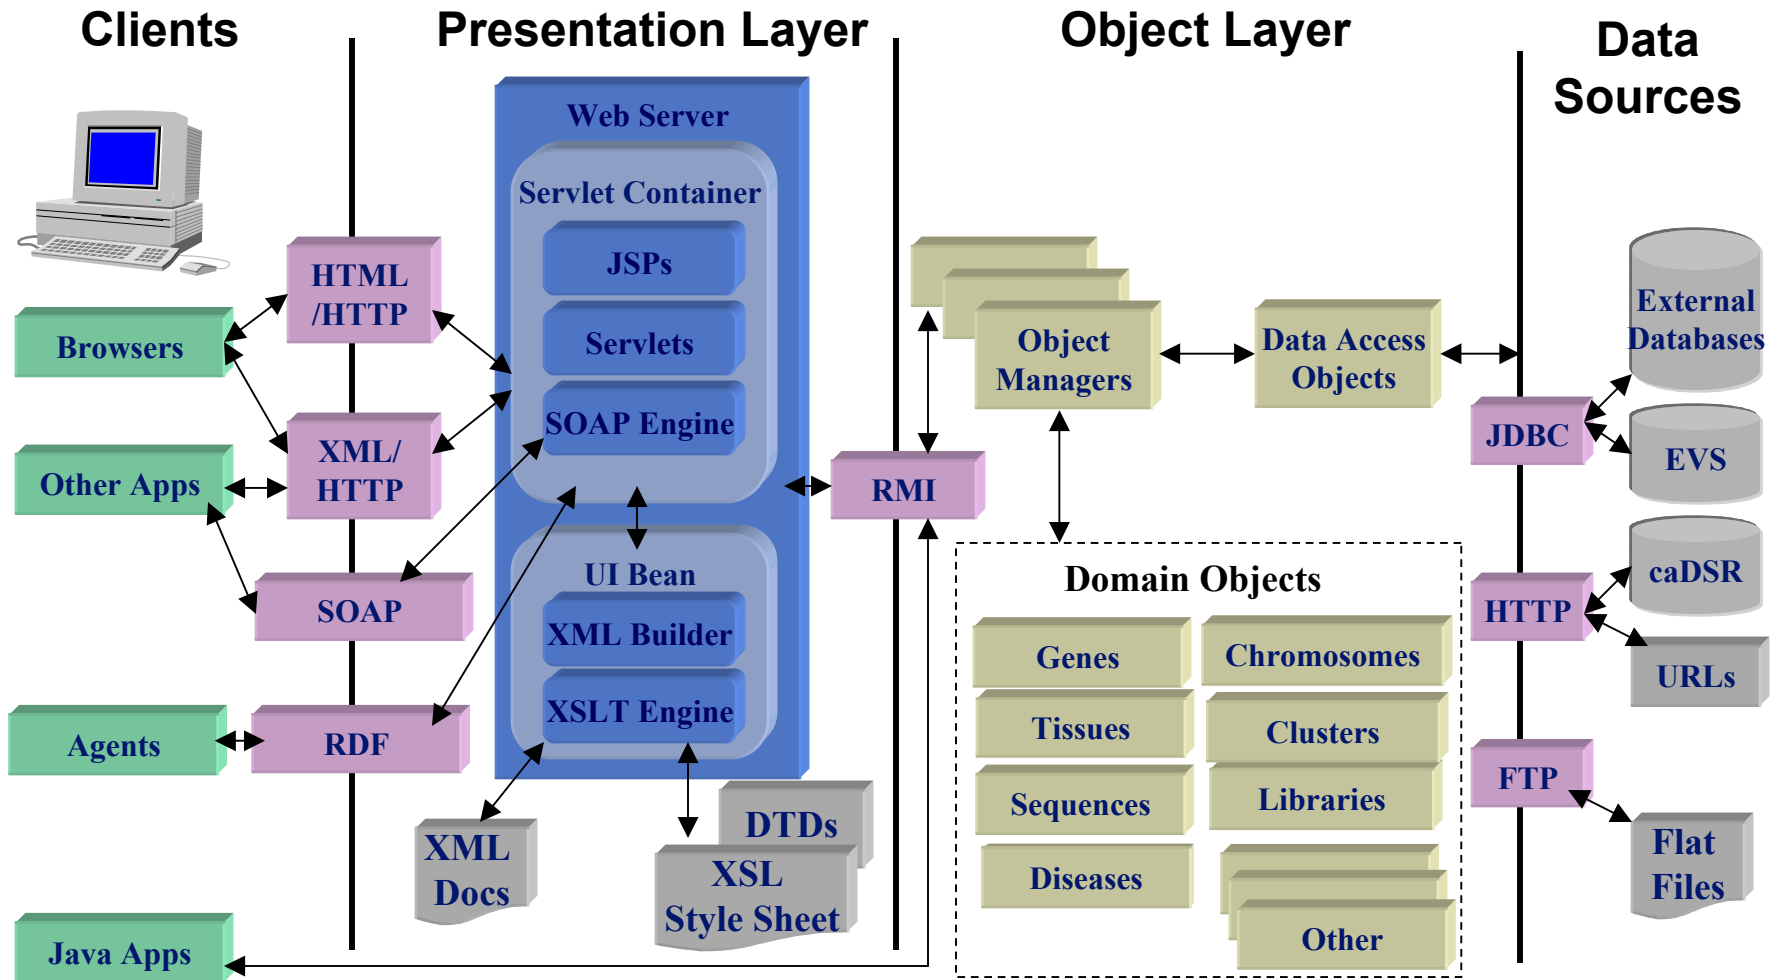 Clients
Presentation Layer
Object Layer
Data
Sources
Web Server
Servlet Container
JSPs
Servlets
SOAP Engine
UI Bean
XML Builder
XSLT Engine
HTML
/HTTP
XML/
HTTP
SOAP
RDF
Browsers
Other Apps
Agents
Java Apps
XML
Docs
DTDs
XSL
Style Sheet
RMI
Object
Managers
Data Access
Objects
Domain Objects
Genes
Chromosomes
Tissues
Clusters
Sequences
Libraries
Diseases
Other
JDBC
HTTP
FTP
External
Databases
EVS
caDSR
URLs
Flat
Files